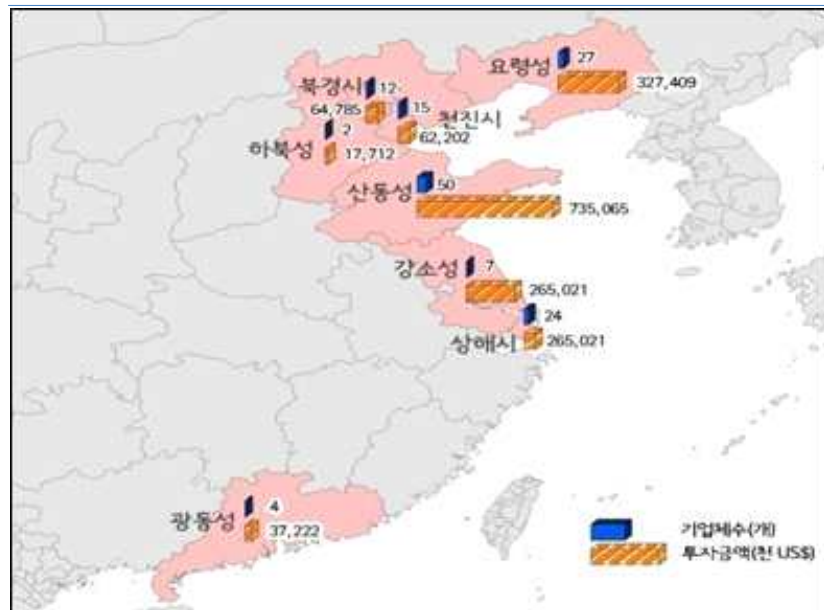 요령성
27
327,409
북경시
12
64,785
15
천진시
62,202
하북성
2
17,712
산동성
50
735,065
강소성
7
265,021
24
상해시
265,021
광동성
4
37,222
기업체수(개)
투자금액(천 US$)